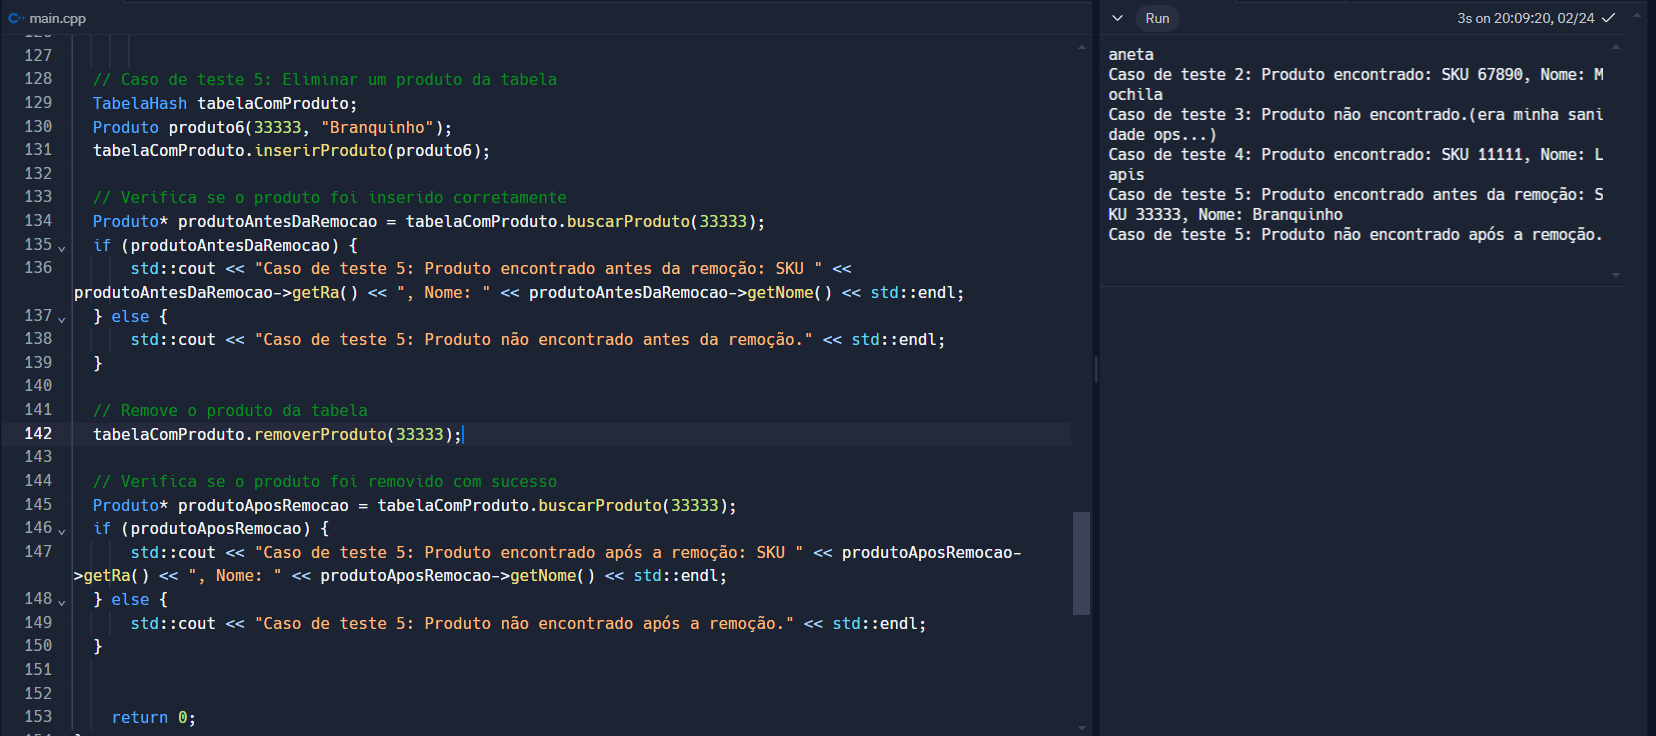 main.cpp
127
128 // Caso de teste 5: Eliminar um produto da tabela
129 TabelaHash tabelaComProduto;
130 Produto produto6(33333, "Branquinho");
131 tabelaComProduto.inserirProduto(produto6);
132
133 // Verifica se o produto foi inserido corretamente
134 Produto* produtoAntesDaRemocao = tabelaComProduto.buscarProduto(33333);
135 if (produtoAntesDaRemocao) {
136 std::cout << "Caso de teste 5: Produto encontrado antes da remoção: SKU " <<
produtoAntesDaRemocao->getRa() << ", Nome: " << produtoAntesDaRemocao->getNome() << std::endl;
137 } else {
138 std::cout << "Caso de teste 5: Produto não encontrado antes da remoção." << std::endl;
139 }
140
141 // Remove o produto da tabela
142 tabelaComProduto.removerProduto(33333);
143
144 // Verifica se o produto foi removido com sucesso
145 Produto* produtoAposRemocao = tabelaComProduto.buscarProduto(33333);
146 if (produtoAposRemocao) {
147 std::cout << "Caso de teste 5: Produto encontrado após a remoção: SKU " << produtoAposRemocao-
>getRa() << ", Nome: " << produtoAposRemocao->getNome() << std::endl;
148 } else {
149 std::cout << "Caso de teste 5: Produto não encontrado após a remoção." << std::endl;
150 }
151
152
153 return 0;
Run 3s on 20:09:20, 02/24
aneta
Caso de teste 2: Produto encontrado: SKU 67890, Nome: M
ochila
Caso de teste 3: Produto não encontrado.(era minha sani
dade ops...)
Caso de teste 4: Produto encontrado: SKU 11111, Nome: L
apis
Caso de teste 5: Produto encontrado antes da remoção: S
KU 33333, Nome: Branquinho
Caso de teste 5: Produto não encontrado após a remoção.